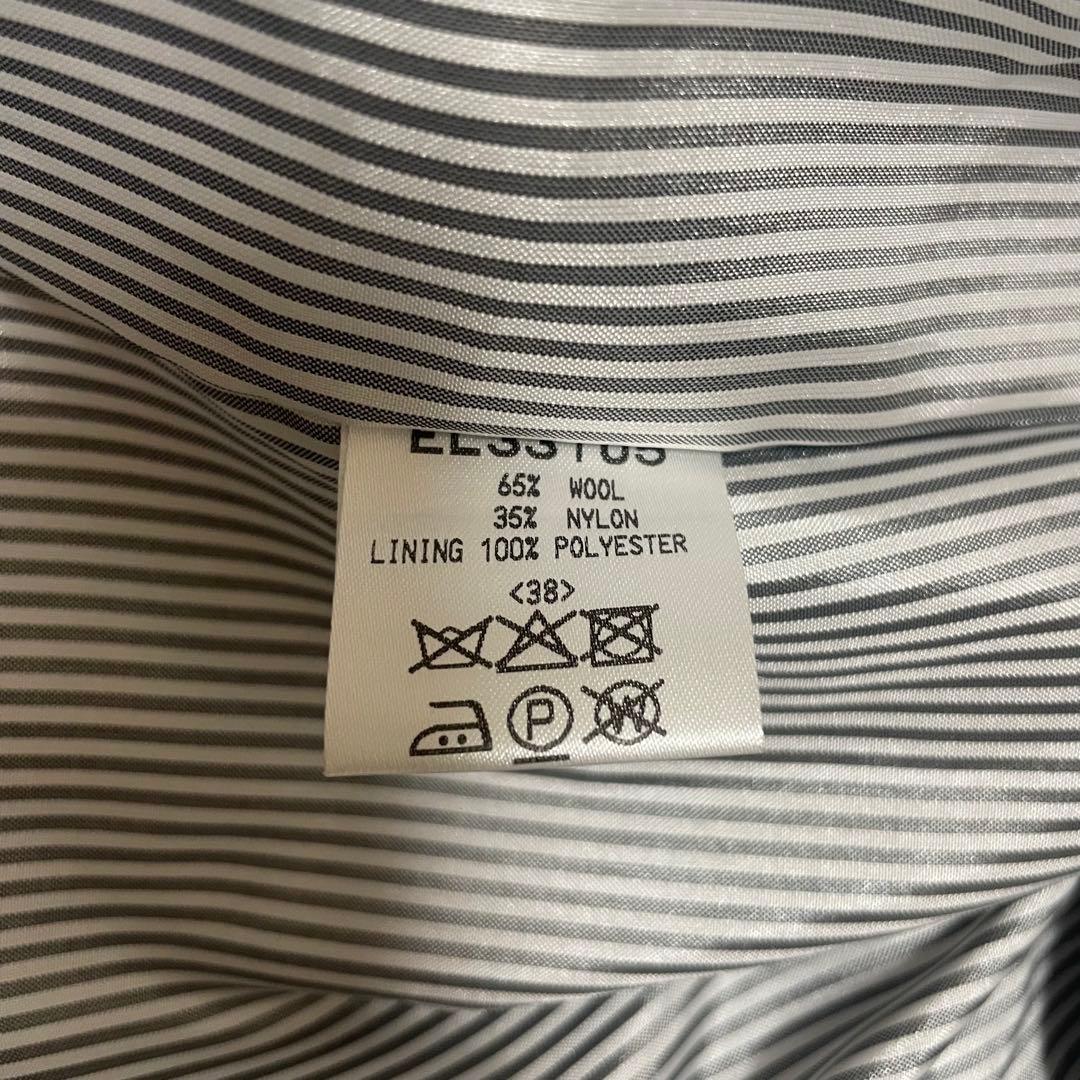 65% WOOL
35% NYLON
LINING 100% POLYESTER
<38>
P
W